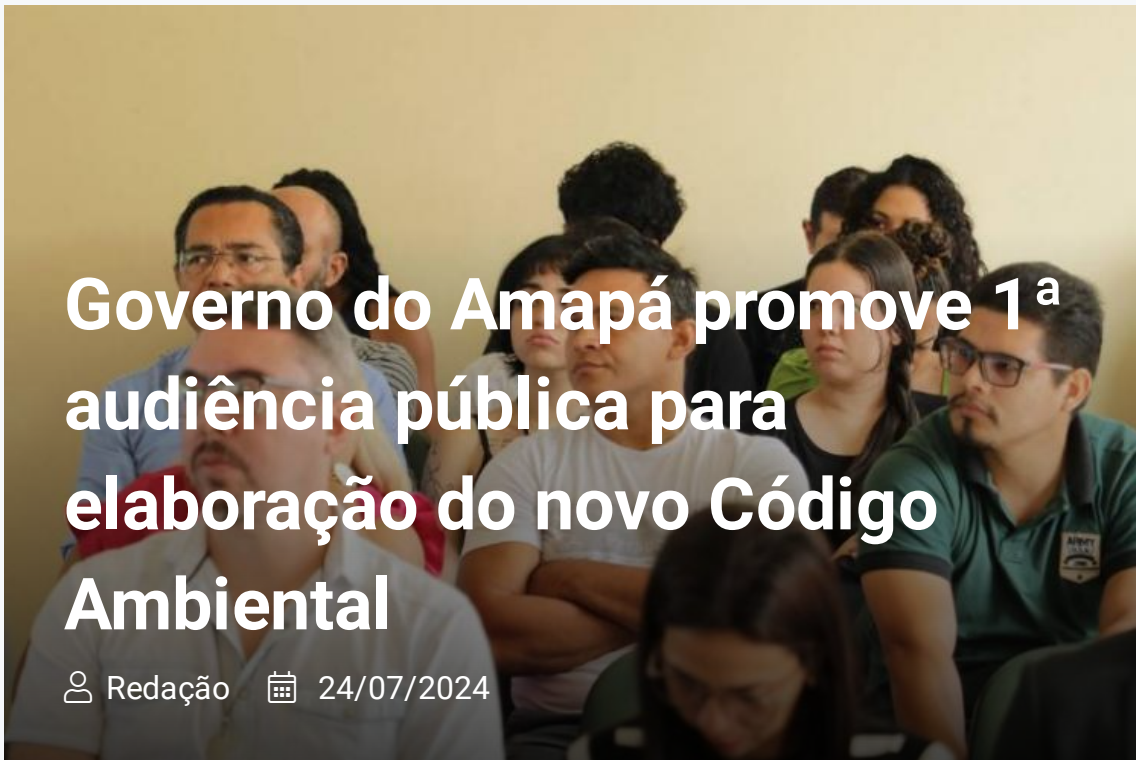 Governo do Amapá promove 1ª
audiência pública para
elaboração do novo Código
Ambiental
Redação 24/07/2024